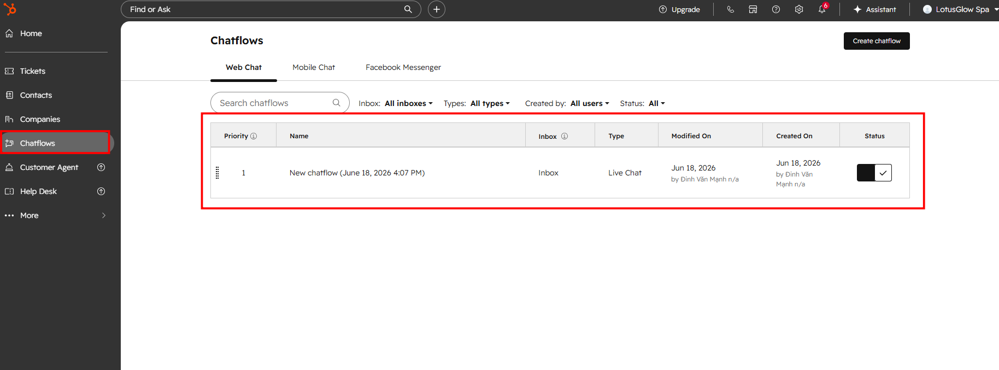 Find or Ask
Upgrade
6
Assistant
LotusGlow Spa
Home
Tickets
Contacts
Companies
Chatflows
Customer Agent
Help Desk
More
Chatflows
Create chatflow
Web Chat
Mobile Chat
Facebook Messenger
Search chatflows
Inbox: All inboxes
Types: All types
Created by: All users
Status: All
Priority
Name
Inbox
Type
Modified On
Created On
Status
1
New chatflow (June 18, 2026 4:07 PM)
Inbox
Live Chat
Jun 18, 2026
by Đinh Văn Mạnh n/a
Jun 18, 2026
by Đinh Văn
Mạnh n/a